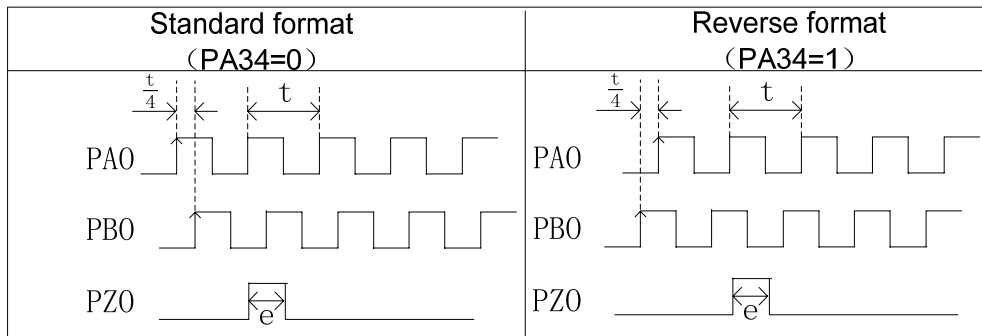 Standard format
（PA34=0）
Reverse format
（PA34=1）
t/4
t
PAO
PBO
PZO
e
t/4
t
PAO
PBO
PZO
e